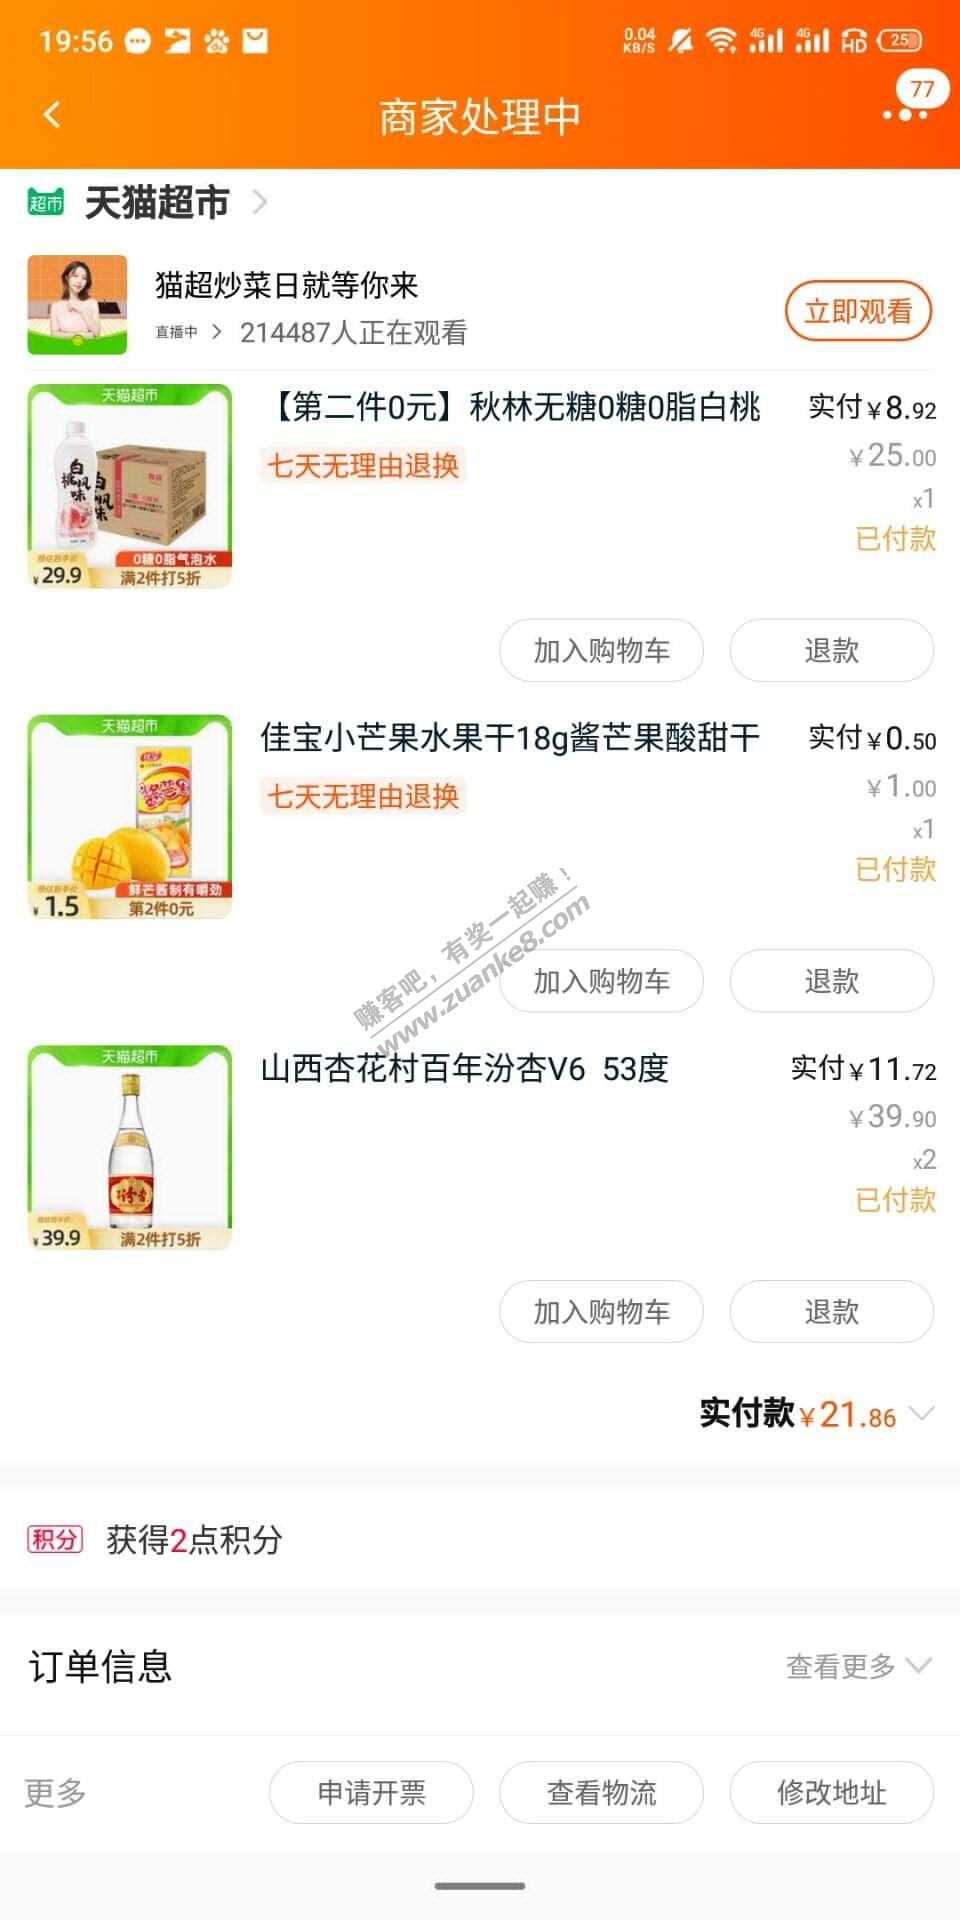 19:56
0.04
KB/S
4G
4G
HD
25
商家处理中
77
超市
天猫超市
猫超炒菜日就等你来
直播中
214487人正在观看
立即观看
天猫超市
白桃风味
0糖0脂气泡水
¥29.9
满2件打5折
【第二件0元】秋林无糖0糖0脂白桃
七天无理由退换
实付¥8.92
¥25.00
x1
已付款
加入购物车
退款
天猫超市
鲜芒酱制有嚼劲
¥1.5
第2件0元
佳宝小芒果水果干18g酱芒果酸甜干
七天无理由退换
实付¥0.50
¥1.00
x1
已付款
赚客吧，有奖一起赚！
www.zuanke8.com
加入购物车
退款
天猫超市
¥39.9
满2件打5折
山西杏花村百年汾杏V6 53度
实付¥11.72
¥39.90
x2
已付款
加入购物车
退款
实付款¥21.86
积分
获得2点积分
订单信息
查看更多
更多
申请开票
查看物流
修改地址